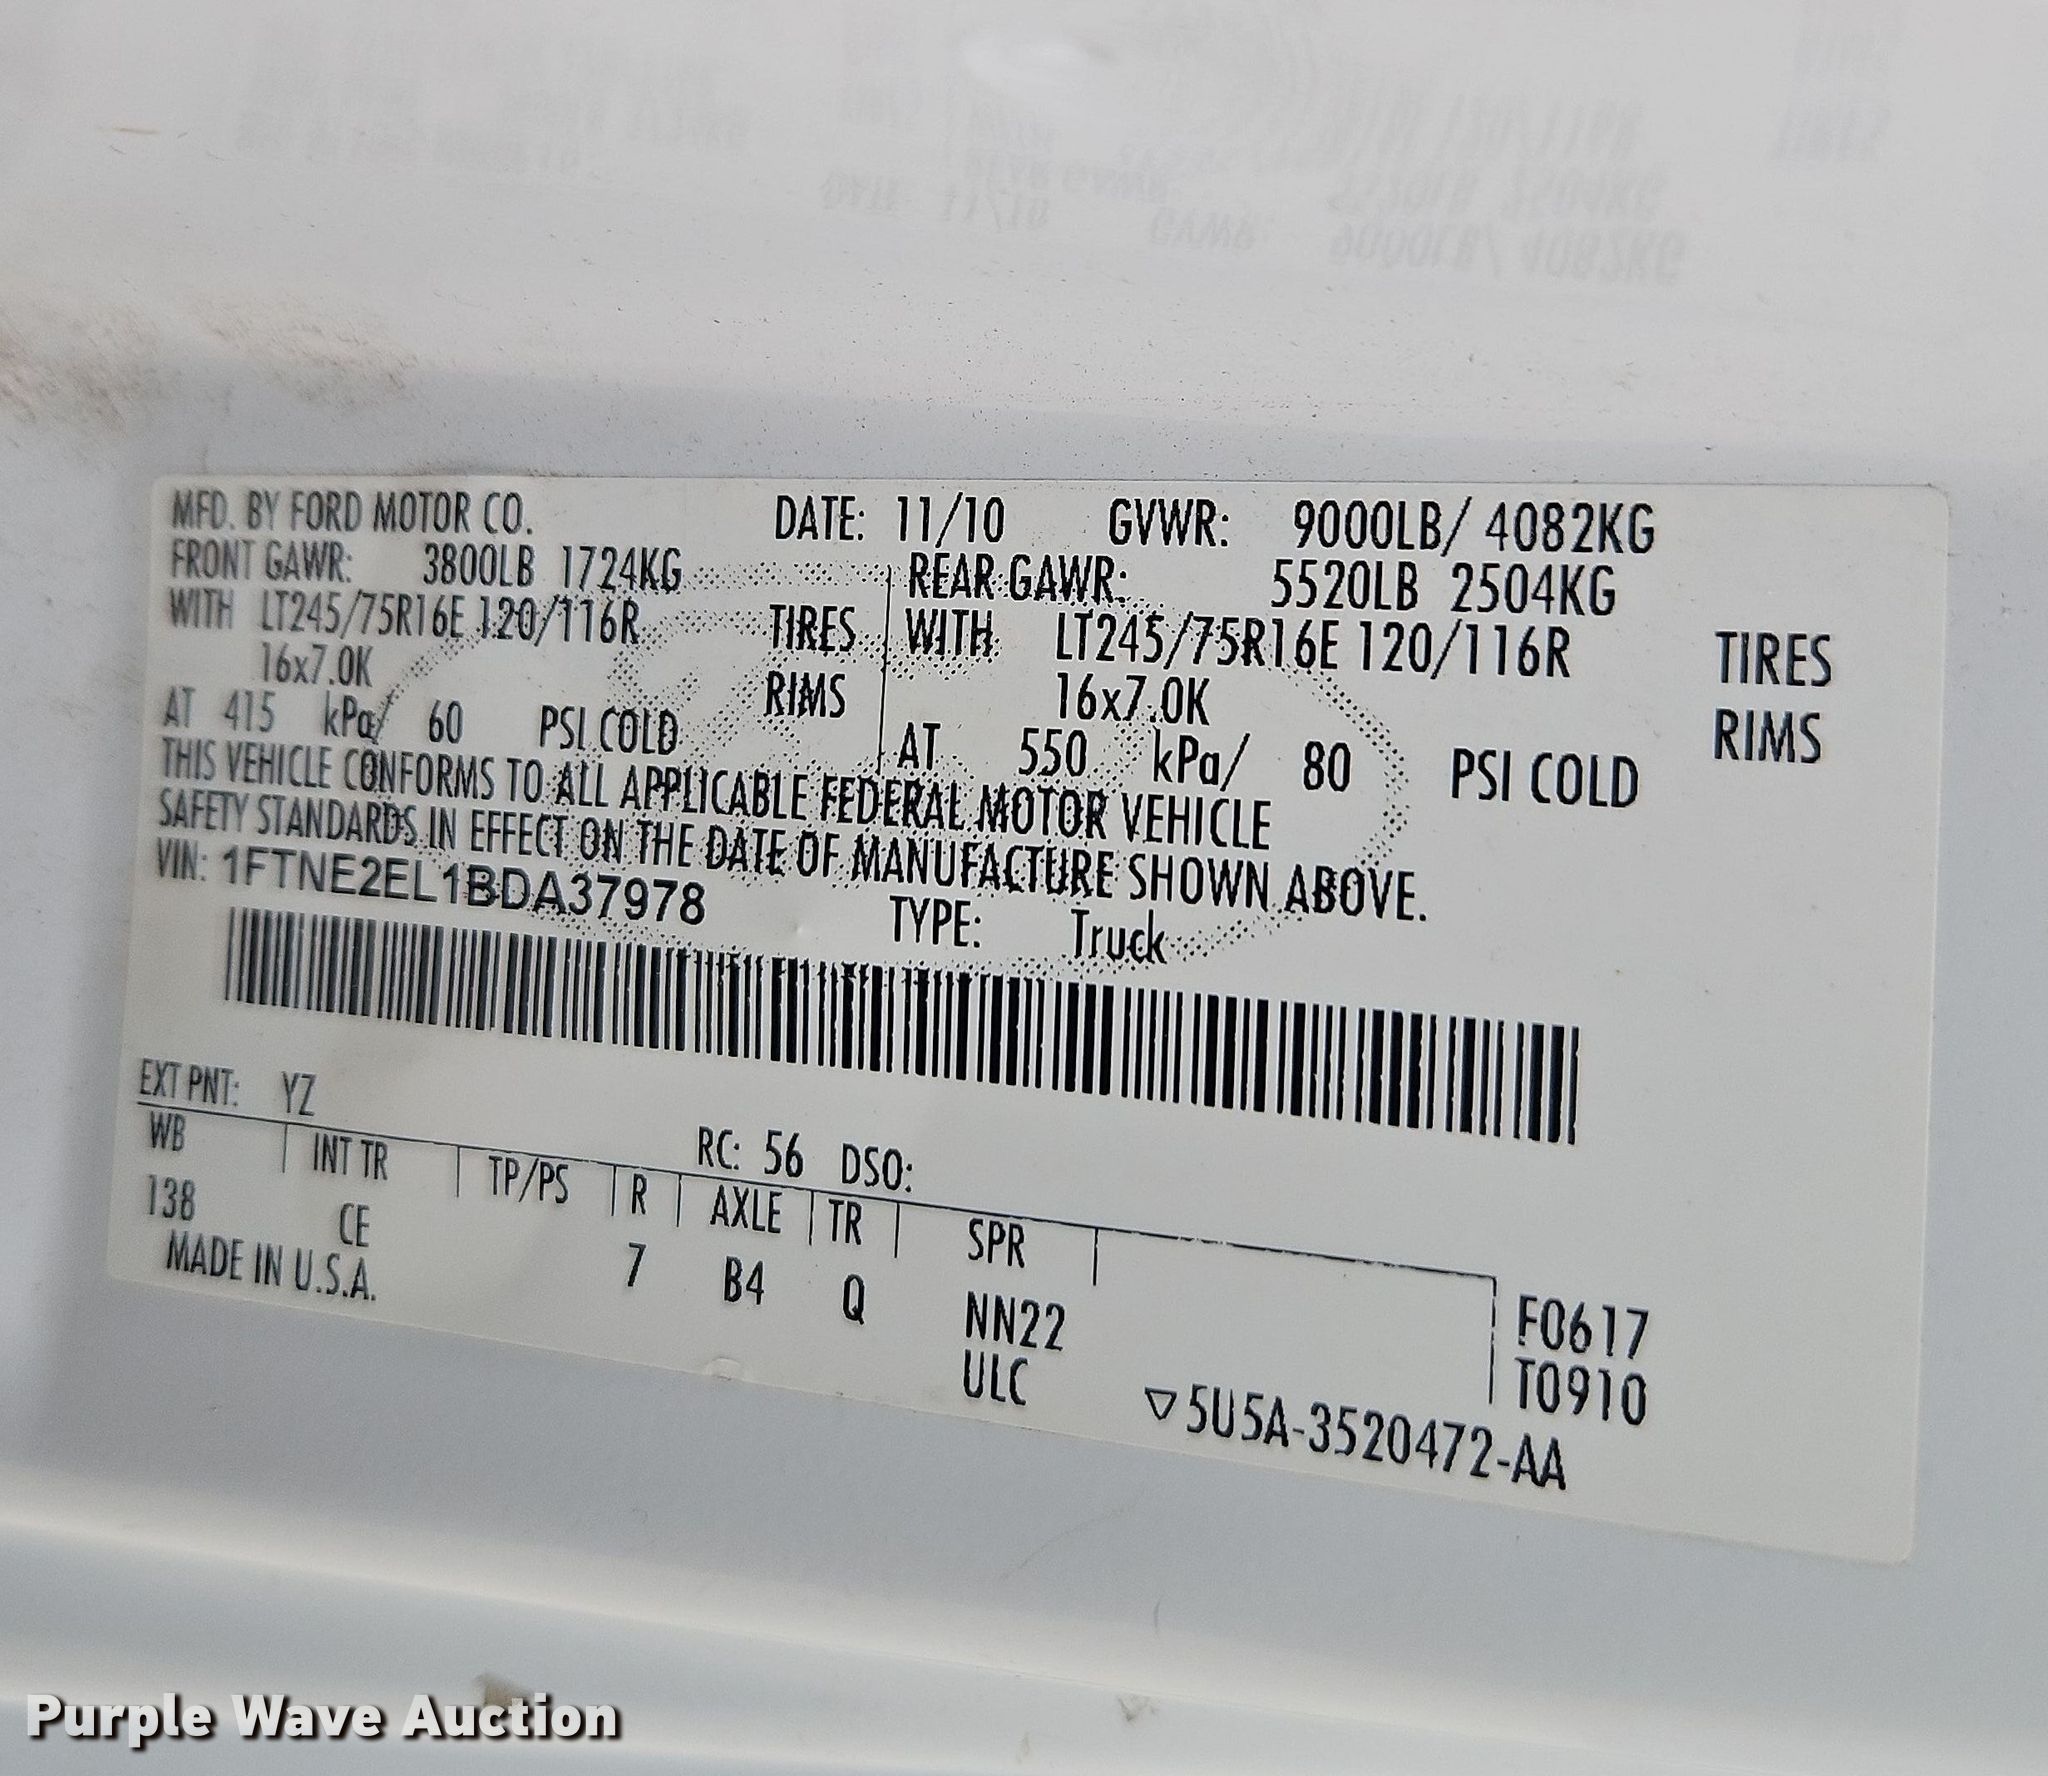 MFD. BY FORD MOTOR CO. DATE: 11/10 GVWR: 9000LB/ 4082KG
FRONT GAWR: 3800LB 1724KG REAR GAWR: 5520LB 2504KG
WITH LT245/75R16E 120/116R TIRES WITH LT245/75R16E 120/116R TIRES
16x7.0K RIMS 16x7.0K RIMS
AT 415 kPa/ 60 PSI COLD AT 550 kPa/ 80 PSI COLD
THIS VEHICLE CONFORMS TO ALL APPLICABLE FEDERAL MOTOR VEHICLE
SAFETY STANDARDS IN EFFECT ON THE DATE OF MANUFACTURE SHOWN ABOVE.
VIN: 1FTNE2EL1BDA37978 TYPE: Truck
EXT PNT: YZ RC: 56 DSO:
WB INT TR TP/PS R AXLE TR SPR
138 CE 7 B4 Q NN22 F0617
MADE IN U.S.A. ULC T0910
▽5U5A-3520472-AA
Purple Wave Auction